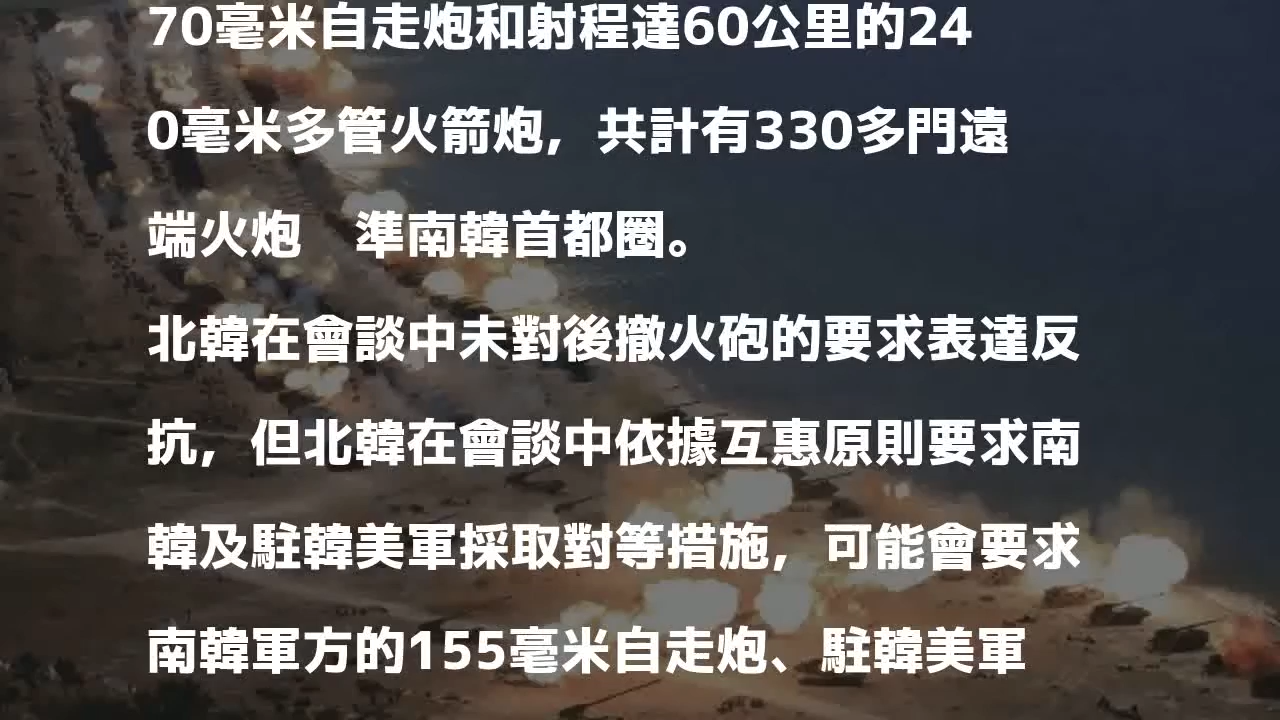 70毫米自走炮和射程達60公里的24
0毫米多管火箭炮，共計有330多門遠
端火炮　準南韓首都圈。
北韓在會談中未對後撤火砲的要求表達反
抗，但北韓在會談中依據互惠原則要求南
韓及駐韓美軍採取對等措施，可能會要求
南韓軍方的155毫米自走炮、駐韓美軍